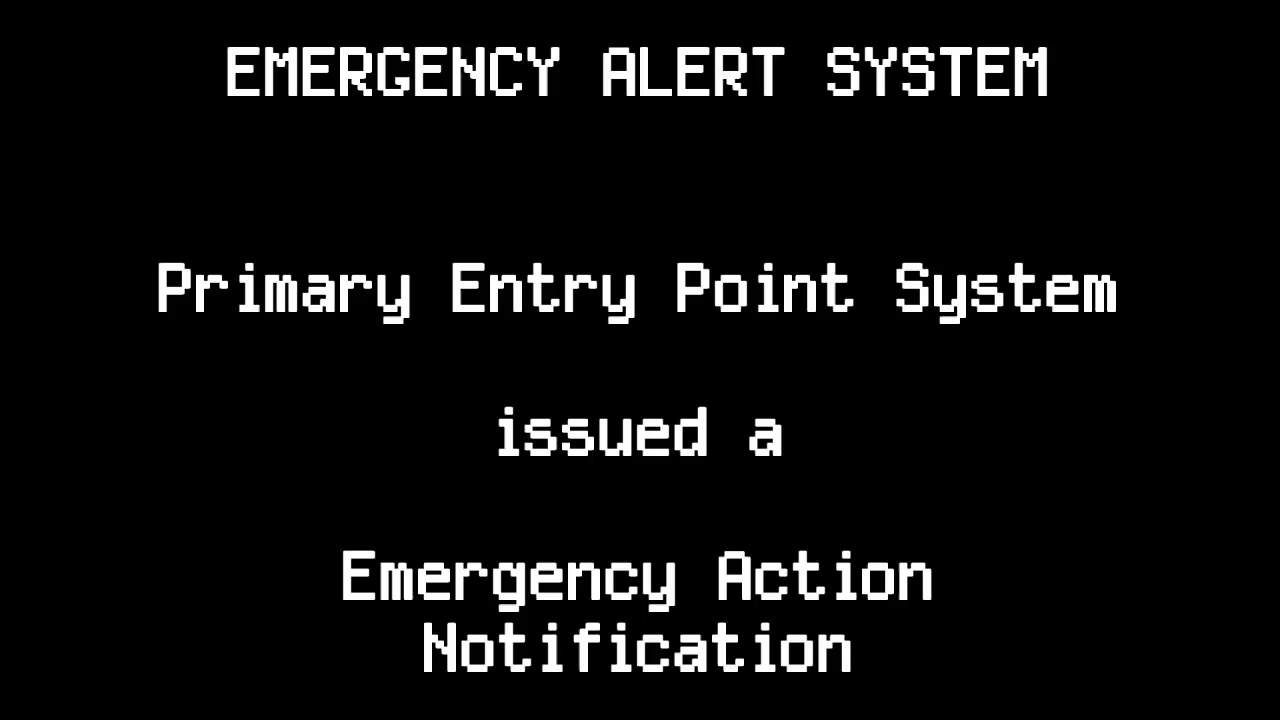 EMERGENCY ALERT SYSTEM
Primary Entry Point System
issued a
Emergency Action
Notification